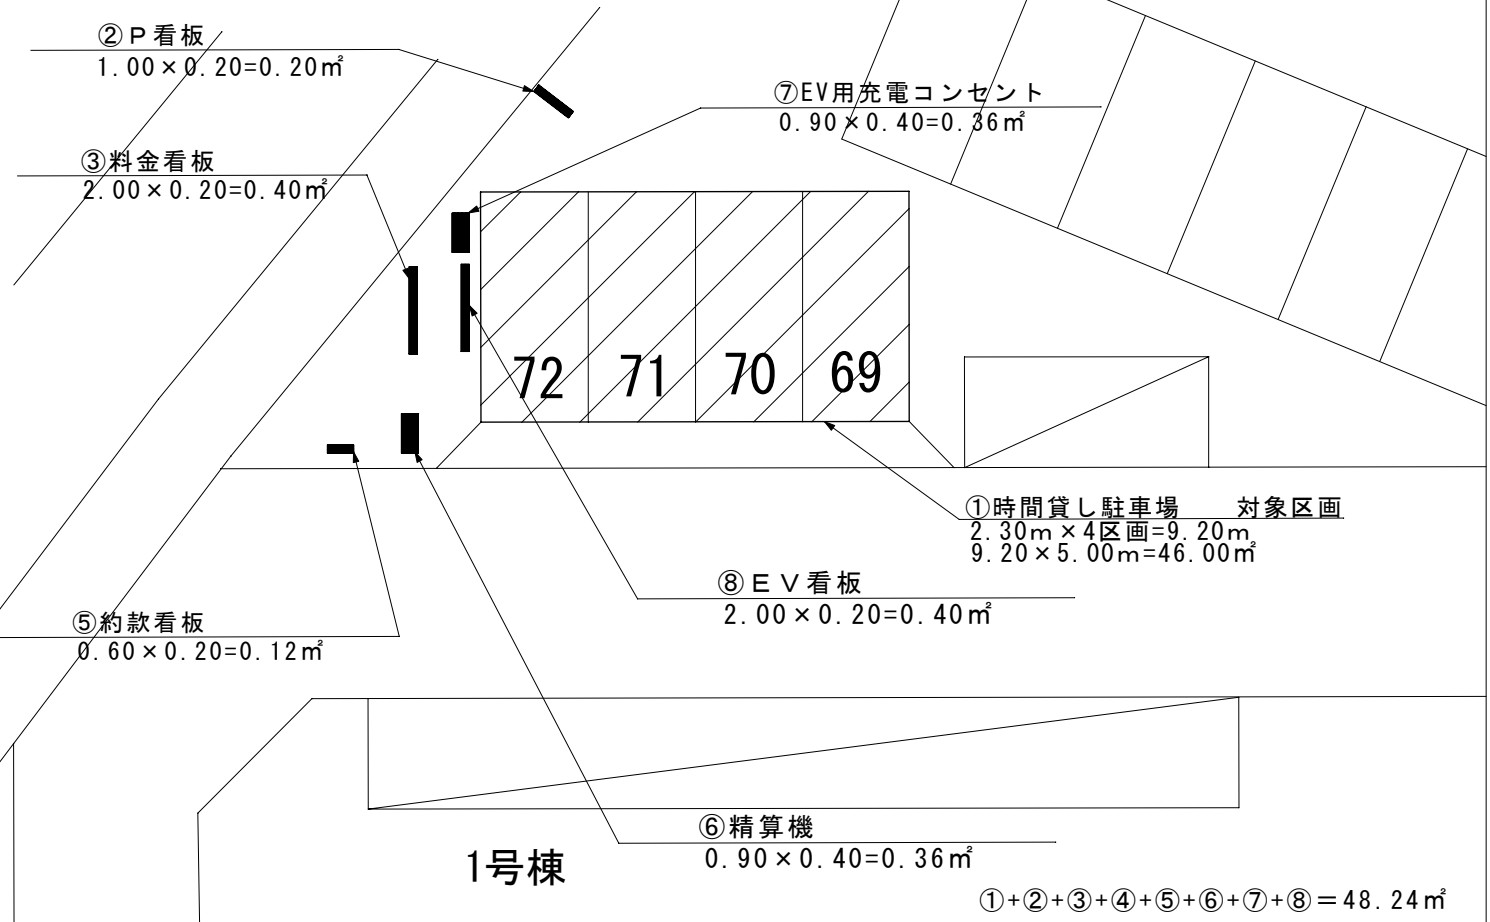 ②Ｐ看板
1.00×0.20=0.20㎡
⑦EV用充電コンセント
0.90×0.40=0.36㎡
③料金看板
2.00×0.20=0.40㎡
72 71 70 69
①時間貸し駐車場　対象区画
2.30m×4区画=9.20m
9.20×5.00m=46.00㎡
⑧ＥＶ看板
2.00×0.20=0.40㎡
⑤約款看板
0.60×0.20=0.12㎡
⑥精算機
0.90×0.40=0.36㎡
1号棟
①+②+③+④+⑤+⑥+⑦+⑧＝48.24㎡